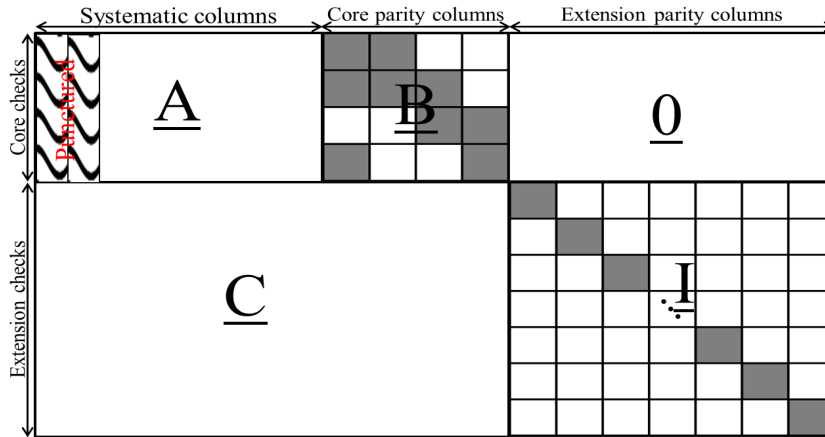 Systematic columns
Core parity columns
Extension parity columns
Core checks
Punctured
A
B
0
Extension checks
C
I